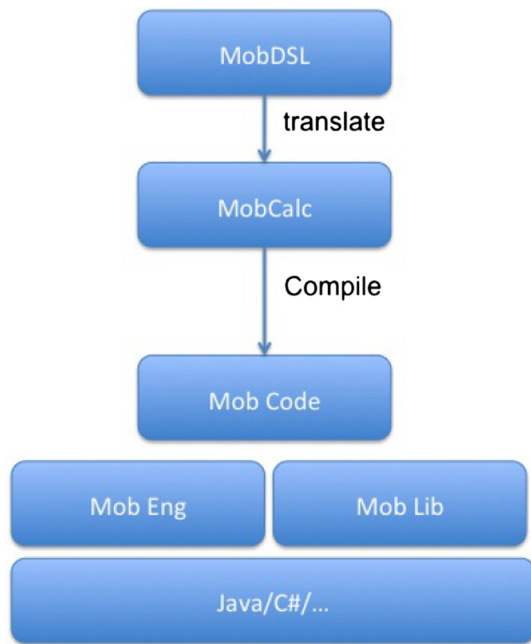 MobDSL
translate
MobCalc
Compile
Mob Code
Mob Eng
Mob Lib
Java/C#/...